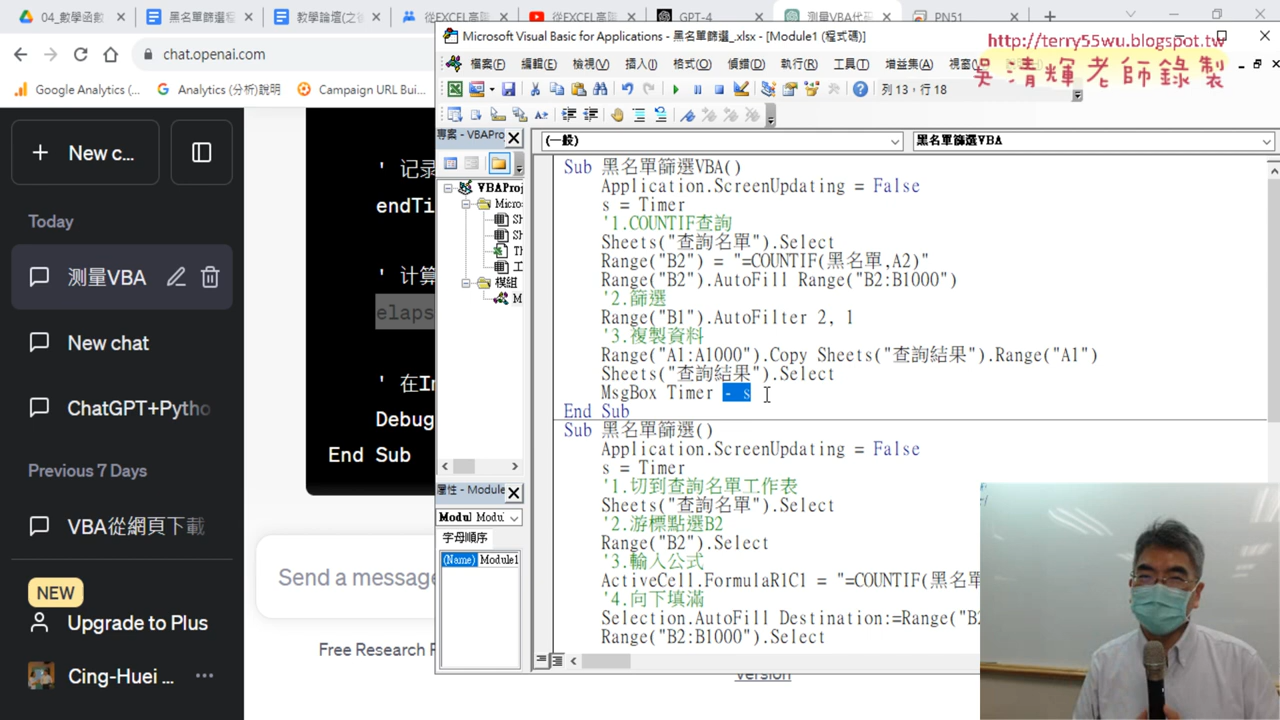 04_數學函數
黑名單篩選程
教學論壇(之後
從EXCEL高職
從EXCEL高職
GPT-4
測量VBA代
PN51
chat.openai.com
Google Analytics (...
Analytics (分析)說明
Campaign URL Bui...
New c...
Today
测量VBA
New chat
ChatGPT+Pytho
Previous 7 Days
VBA從網頁下載
NEW
Upgrade to Plus
Cing-Huei ...
' 记录
endTi
' 计算
elaps
' 在In
Debug
End Sub
Send a message
Free Research P
version
Microsoft Visual Basic for Applications - 黑名單篩選_.xlsx - [Module1 (程式碼)]
http://terry55wu.blogspot.tw
吳清輝老師錄製
檔案(F) 編輯(E) 檢視(V) 插入(I) 格式(O) 偵錯(D) 執行(R) 工具(T) 增益集(A) 視窗
列 13，行 18
專案 - VBAPro
VBAProj
Micro
Sh
Sh
Th
工
模組
M
屬性 - Module
Modul Modu
字母順序
(Name) Module1
(一般)
黑名單篩選VBA
Sub 黑名單篩選VBA()
Application.ScreenUpdating = False
s = Timer
'1.COUNTIF查詢
Sheets("查詢名單").Select
Range("B2") = "=COUNTIF(黑名單,A2)"
Range("B2").AutoFill Range("B2:B1000")
'2.篩選
Range("B1").AutoFilter 2, 1
'3.複製資料
Range("A1:A1000").Copy Sheets("查詢結果").Range("A1")
Sheets("查詢結果").Select
MsgBox Timer - s
End Sub
Sub 黑名單篩選()
Application.ScreenUpdating = False
s = Timer
'1.切到查詢名單工作表
Sheets("查詢名單").Select
'2.游標點選B2
Range("B2").Select
'3.輸入公式
ActiveCell.FormulaR1C1 = "=COUNTIF(黑名單
'4.向下填滿
Selection.AutoFill Destination:=Range("B2
Range("B2:B1000").Select